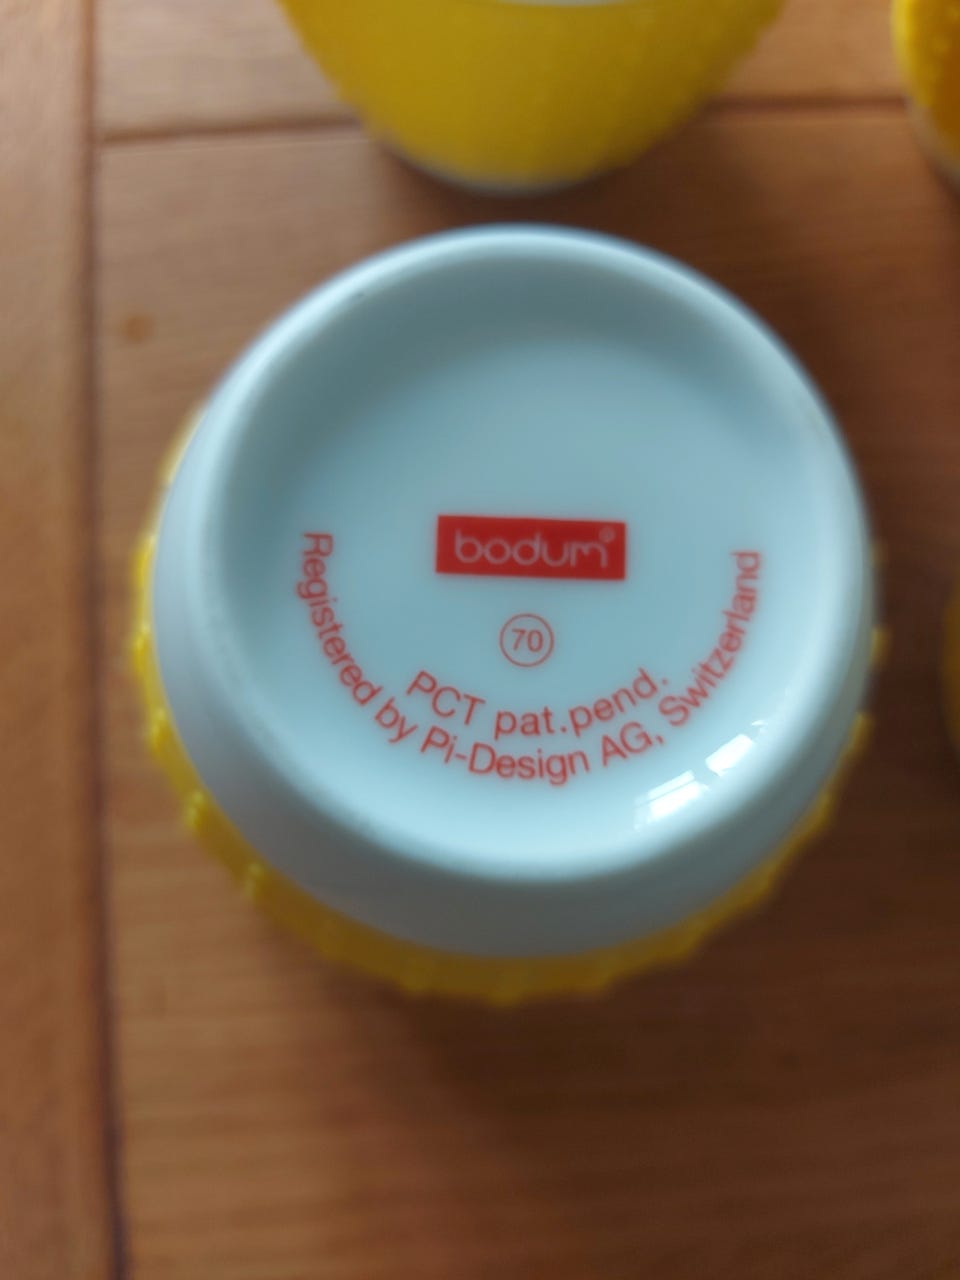 bodum®
70
PCT pat.pend.
Registered by Pi-Design AG, Switzerland